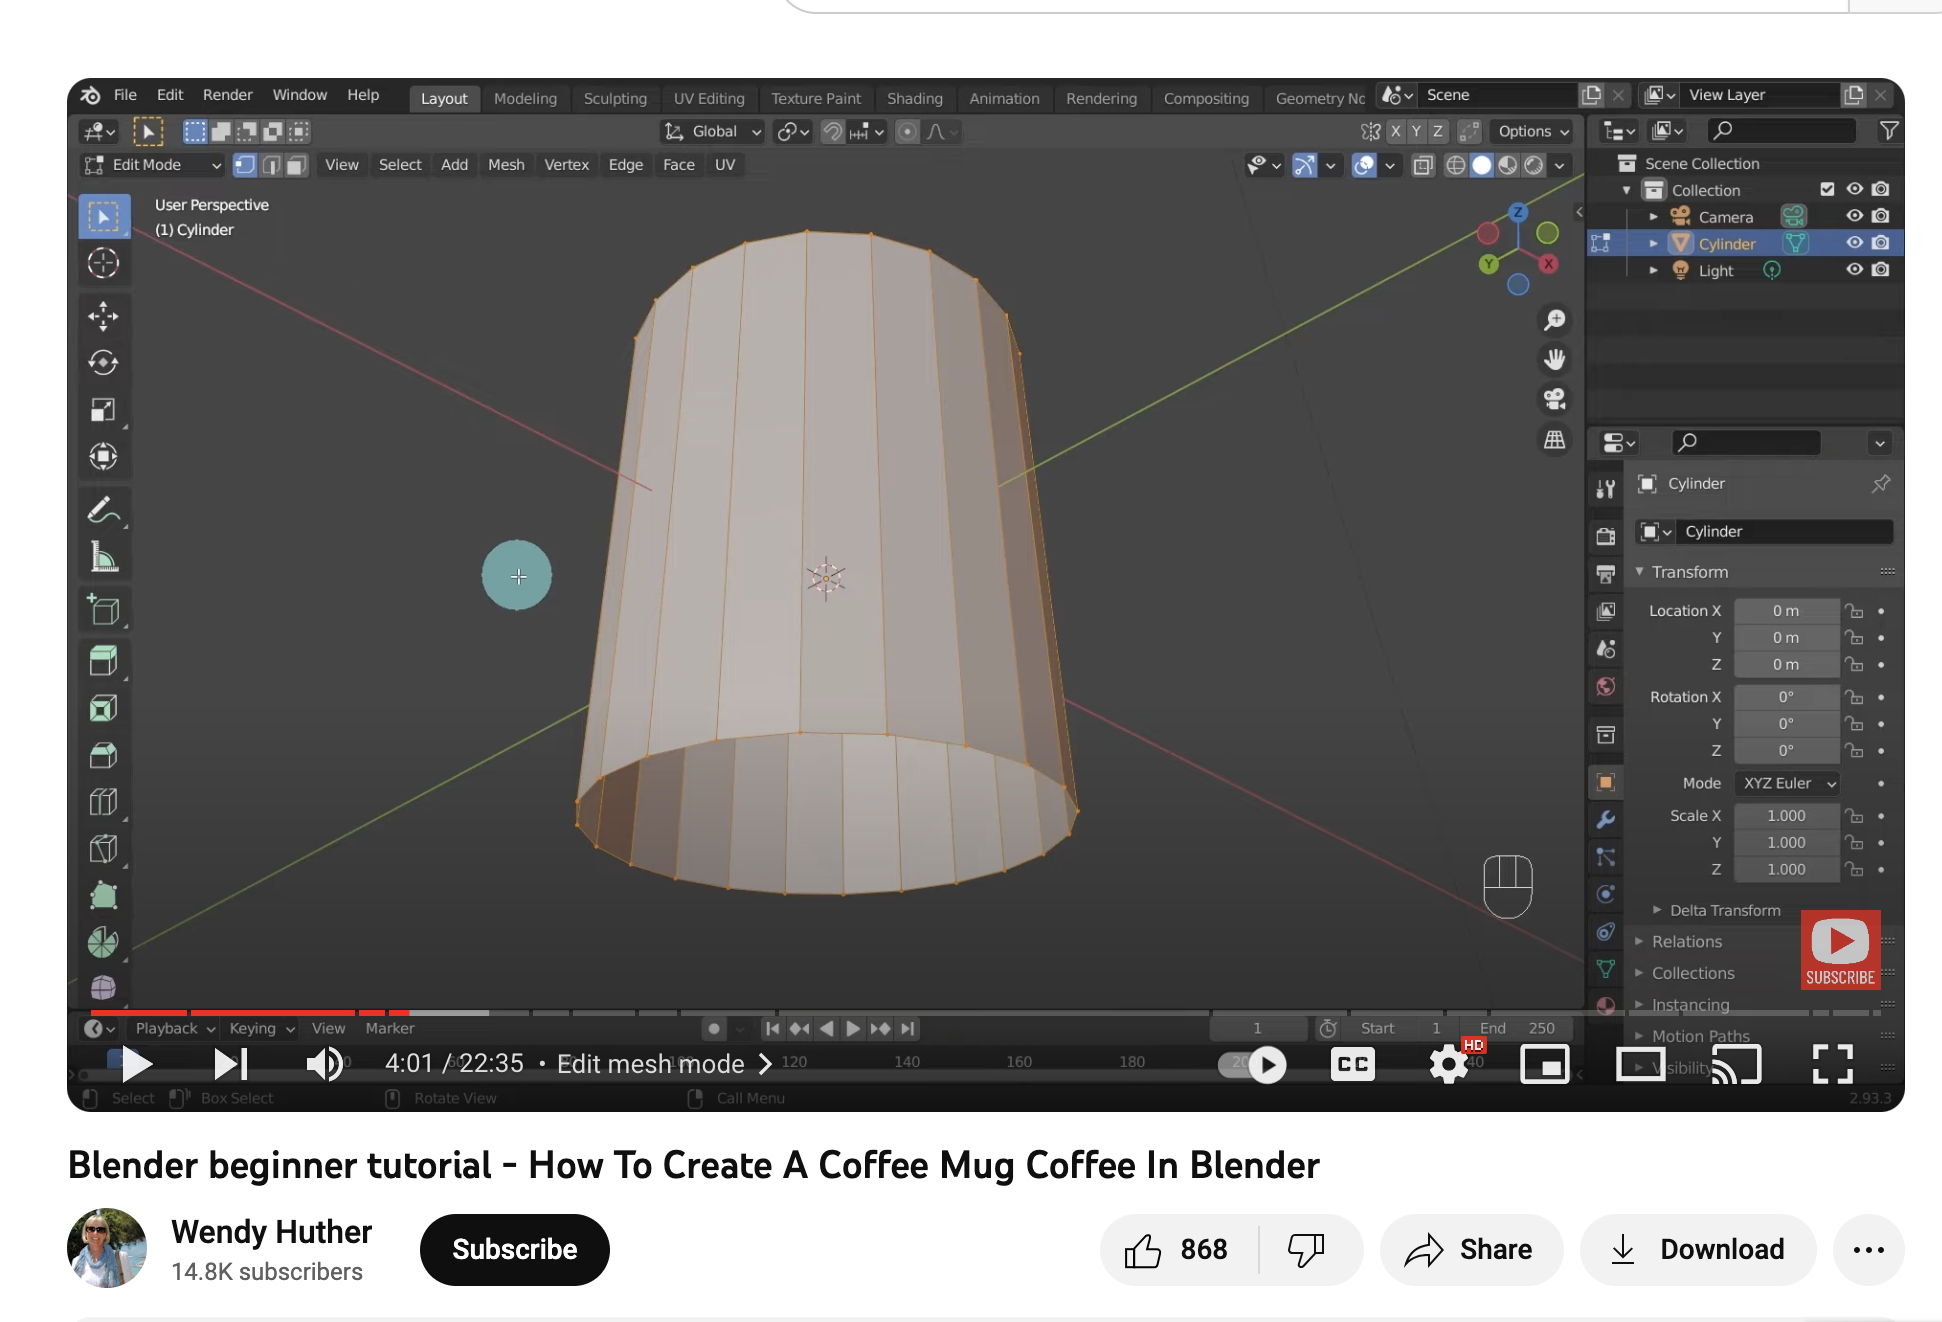 File Edit Render Window Help Layout Modeling Sculpting UV Editing Texture Paint Shading Animation Rendering Compositing Geometry No Scene View Layer
Global X Y Z Options
Edit Mode View Select Add Mesh Vertex Edge Face UV
Scene Collection
Collection
Camera
Cylinder
Light
User Perspective
(1) Cylinder
Z
Y
X
Cylinder
Cylinder
Transform
Location X 0 m
Y 0 m
Z 0 m
Rotation X 0°
Y 0°
Z 0°
Mode XYZ Euler
Scale X 1.000
Y 1.000
Z 1.000
Delta Transform
Relations
Collections
Instancing
Motion Paths
Visibility
SUBSCRIBE
Playback Keying View Marker 1 Start 1 End 250
4:01 / 22:35 • Edit mesh mode 120 140 160 180 CC HD
Select Box Select Rotate View Call Menu 2.93.3
Blender beginner tutorial - How To Create A Coffee Mug Coffee In Blender
Wendy Huther
14.8K subscribers
Subscribe
868
Share
Download